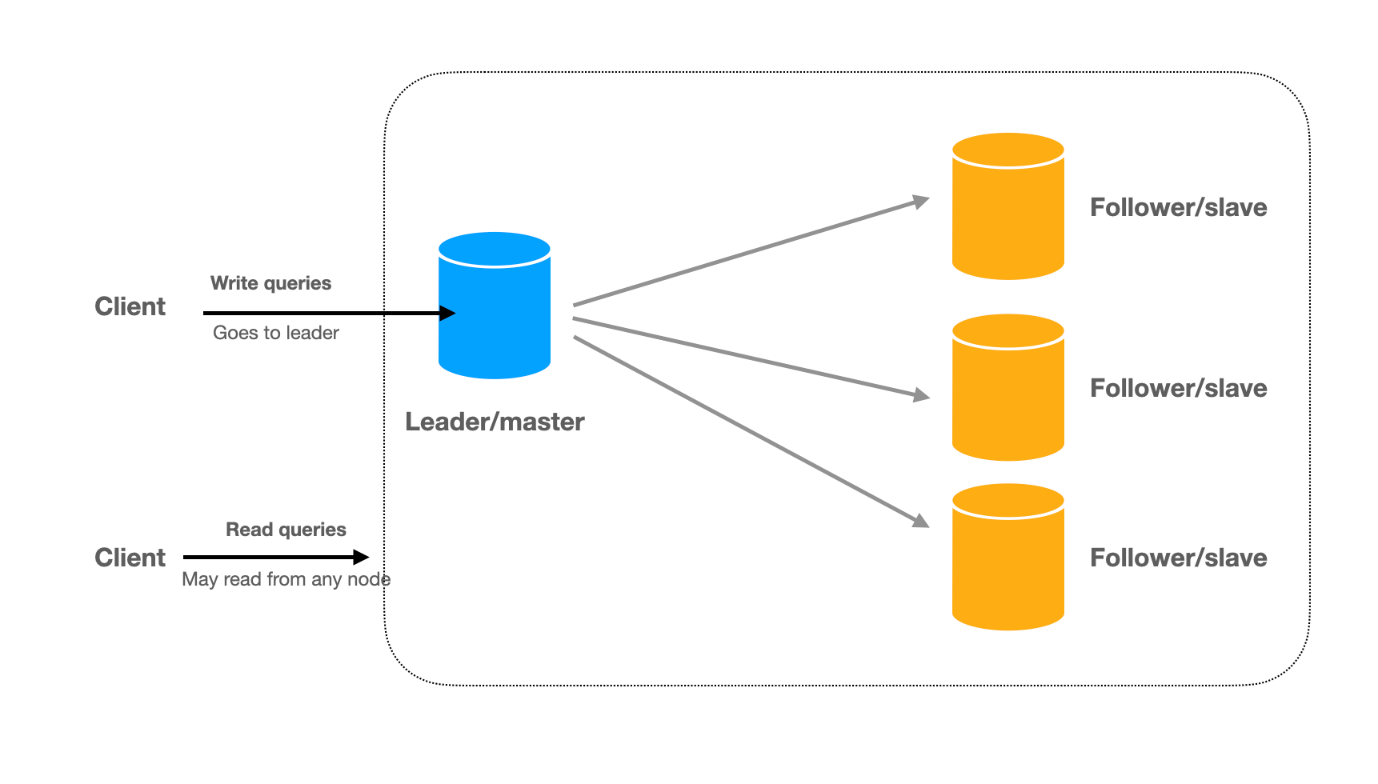 Follower/slave
Write queries
Client
Goes to leader
Follower/slave
Leader/master
Read queries
Client
May read from any node
Follower/slave